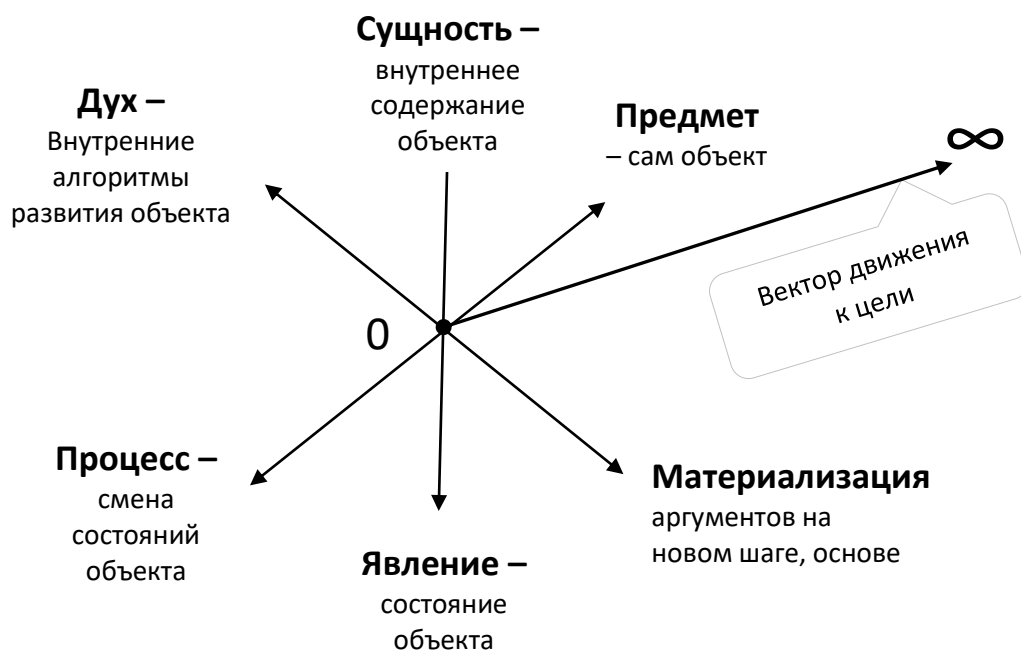 Сущность –
внутреннее
содержание
объекта
Дух –
Внутренние
алгоритмы
развития объекта
Предмет
– сам объект
∞
Вектор движения
к цели
0
Процесс –
смена
состояний
объекта
Явление –
состояние
объекта
Материализация
аргументов на
новом шаге, основе